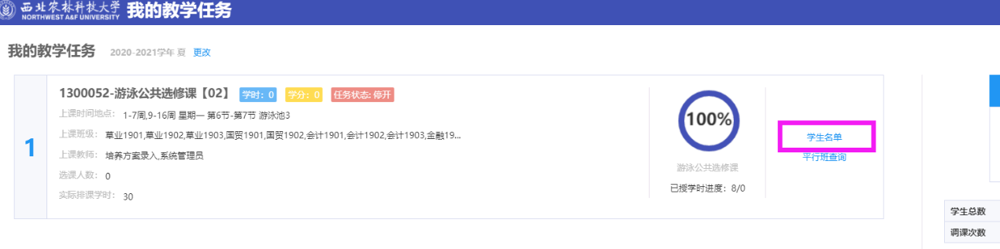 西北农林科技大学
NORTHWEST A&F UNIVERSITY
我的教学任务
我的教学任务 2020-2021学年 夏 更改
1
1300052-游泳公共选修课【02】 学时: 0 学分: 0 任务状态: 停开
上课时间地点: 1-7周,9-16周 星期一 第6节-第7节 游泳池3
上课班级: 草业1901,草业1902,草业1903,国贸1901,国贸1902,会计1901,会计1902,会计1903,金融19...
上课教师: 培养方案录入,系统管理员
选课人数: 0
实际排课学时: 30
100%
游泳公共选修课
已授学时进度: 8/0
学生名单
平行班查询
学生总数
调课次数